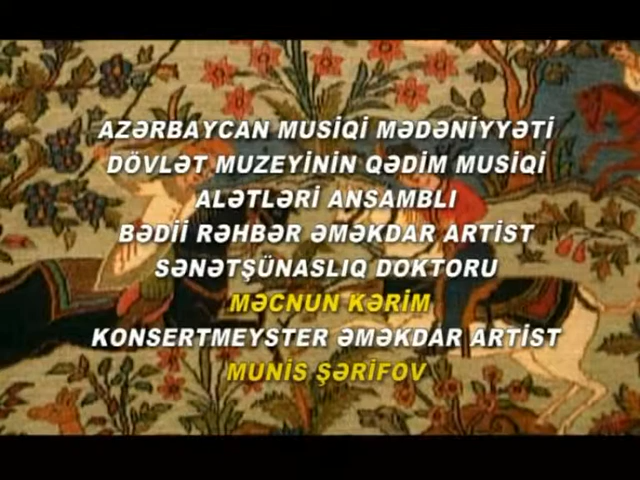 AZƏRBAYCAN MUSİQİ MƏDƏNİYYƏTİ
DÖVLƏT MUZEYİNİN QƏDİM MUSİQİ
ALƏTLƏRİ ANSAMBLI
BƏDİİ RƏHBƏR ƏMƏKDAR ARTİST
SƏNƏTŞÜNASLIQ DOKTORU
MƏCNUN KƏRİM
KONSERTMEYSTER ƏMƏKDAR ARTİST
MUNİS ŞƏRİFOV